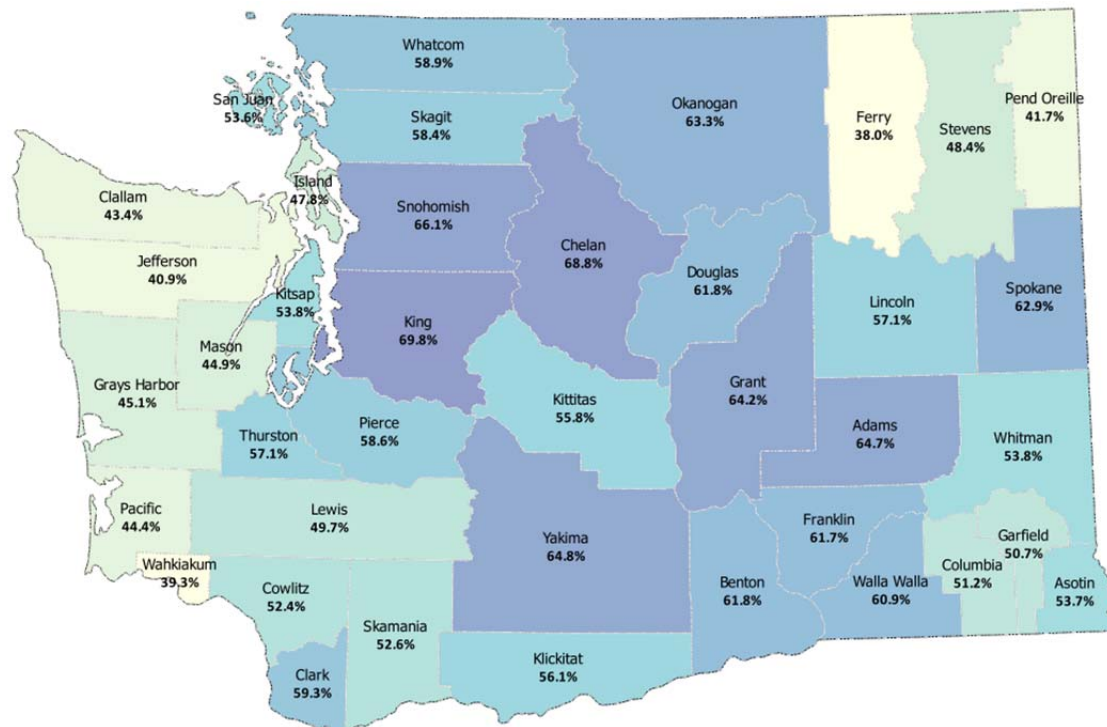 Whatcom
58.9%
San Juan
53.6%
Skagit
58.4%
Okanogan
63.3%
Ferry
38.0%
Stevens
48.4%
Pend Oreille
41.7%
Island
47.8%
Clallam
43.4%
Snohomish
66.1%
Chelan
68.8%
Jefferson
40.9%
Douglas
61.8%
Kitsap
53.8%
Lincoln
57.1%
Spokane
62.9%
King
69.8%
Mason
44.9%
Grays Harbor
45.1%
Kittitas
55.8%
Grant
64.2%
Adams
64.7%
Thurston
57.1%
Pierce
58.6%
Whitman
53.8%
Pacific
44.4%
Lewis
49.7%
Yakima
64.8%
Franklin
61.7%
Garfield
50.7%
Wahkiakum
39.3%
Cowlitz
52.4%
Benton
61.8%
Walla Walla
60.9%
Columbia
51.2%
Asotin
53.7%
Skamania
52.6%
Clark
59.3%
Klickitat
56.1%